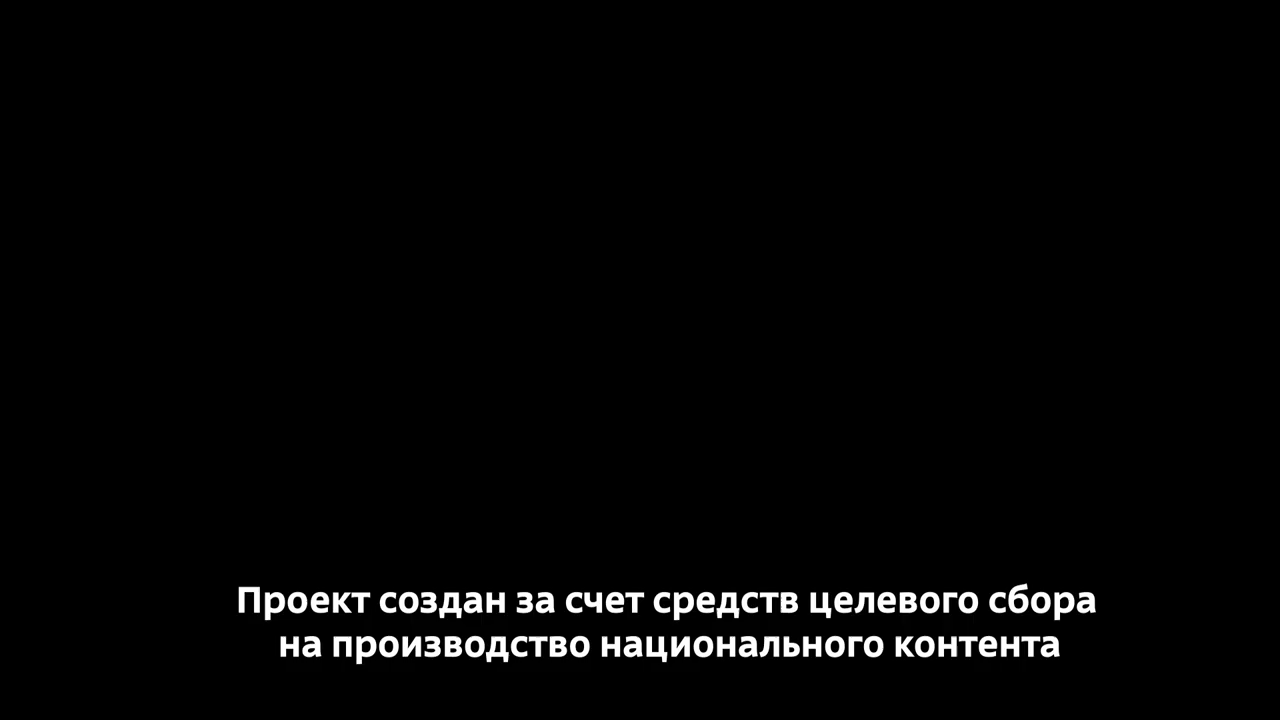 Проект создан за счет средств целевого сбора
на производство национального контента